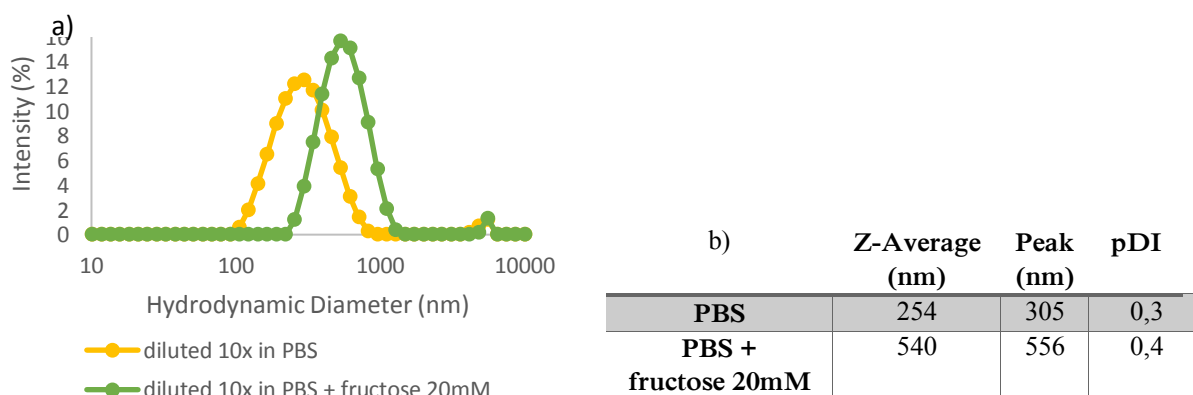 a)
16
14
12
10
8
6
4
2
0
Intensity (%)
10 100 1000 10000
Hydrodynamic Diameter (nm)
diluted 10x in PBS
diluted 10x in PBS + fructose 20mM
b) Z-Average Peak pDI
(nm) (nm)
PBS 254 305 0,3
PBS + 540 556 0,4
fructose 20mM